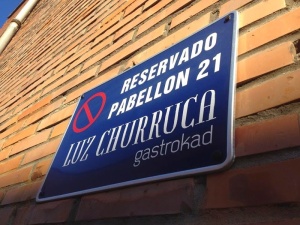 RESERVADO
PABELLON 21
LUZ CHURRUCA
gastrokad